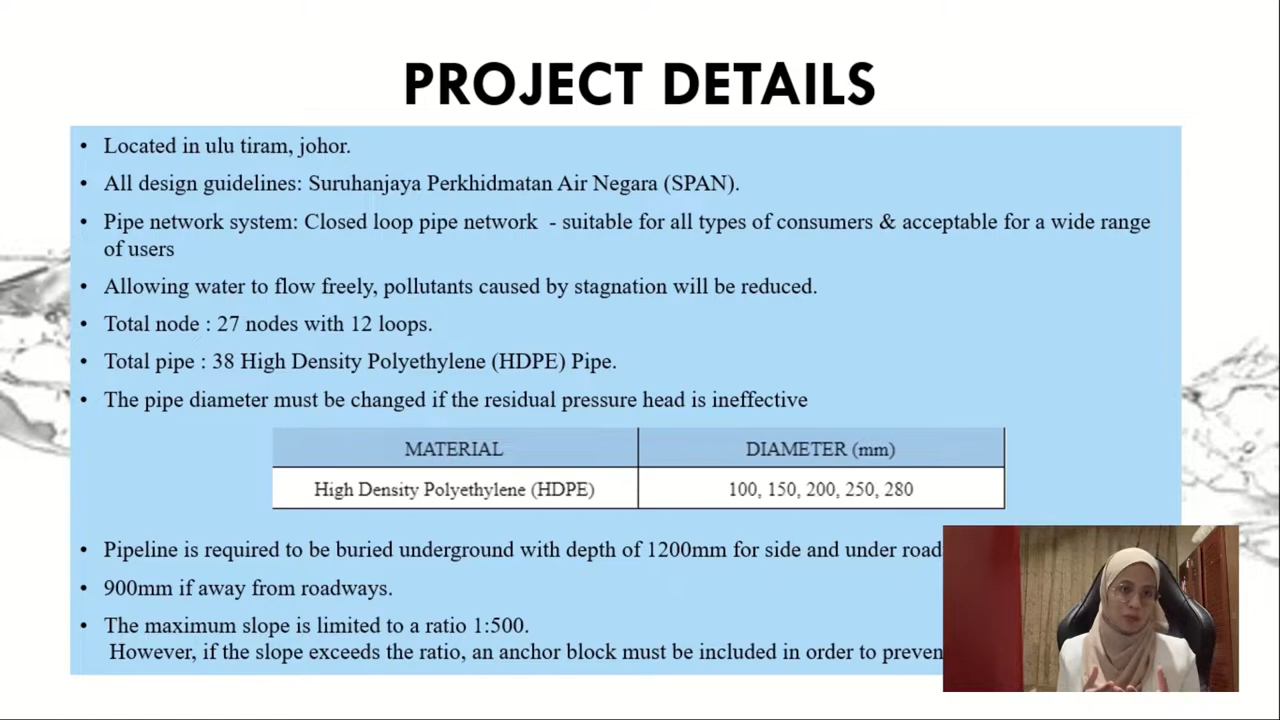 PROJECT DETAILS
• Located in ulu tiram, johor.
• All design guidelines: Suruhanjaya Perkhidmatan Air Negara (SPAN).
• Pipe network system: Closed loop pipe network - suitable for all types of consumers & acceptable for a wide range
of users
• Allowing water to flow freely, pollutants caused by stagnation will be reduced.
• Total node : 27 nodes with 12 loops.
• Total pipe : 38 High Density Polyethylene (HDPE) Pipe.
• The pipe diameter must be changed if the residual pressure head is ineffective
MATERIAL DIAMETER (mm)
High Density Polyethylene (HDPE) 100, 150, 200, 250, 280
• Pipeline is required to be buried underground with depth of 1200mm for side and under road
• 900mm if away from roadways.
• The maximum slope is limited to a ratio 1:500.
However, if the slope exceeds the ratio, an anchor block must be included in order to preven